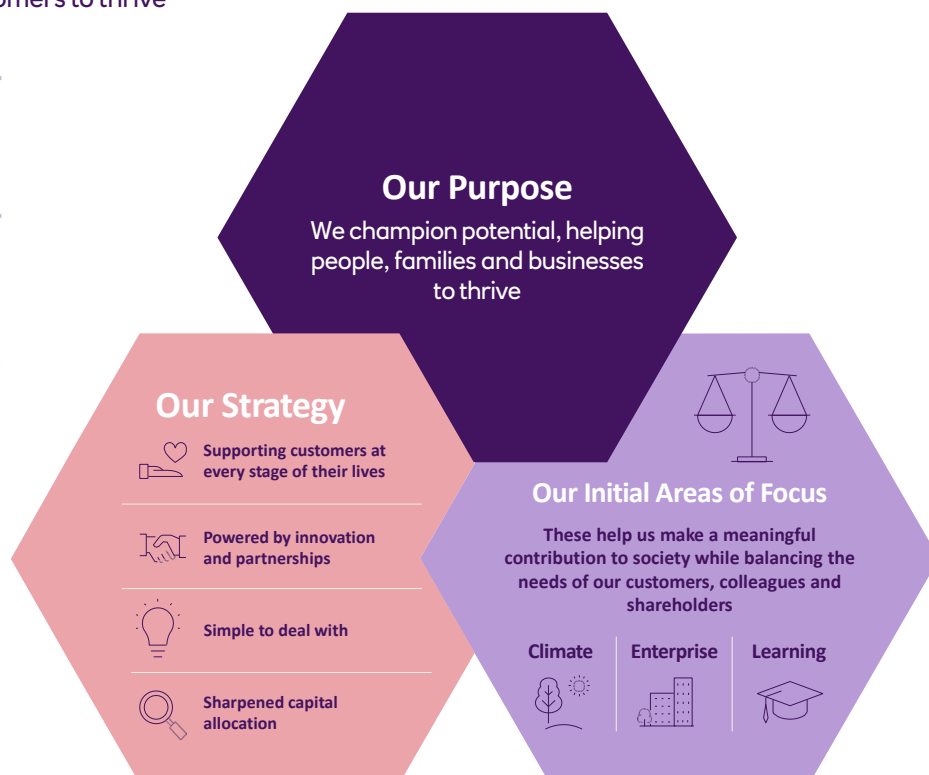 omers to thrive
Our Purpose
We champion potential, helping
people, families and businesses
to thrive
Our Strategy
Supporting customers at
every stage of their lives
Powered by innovation
and partnerships
Simple to deal with
Sharpened capital
allocation
Our Initial Areas of Focus
These help us make a meaningful
contribution to society while balancing the
needs of our customers, colleagues and
shareholders
Climate
Enterprise
Learning